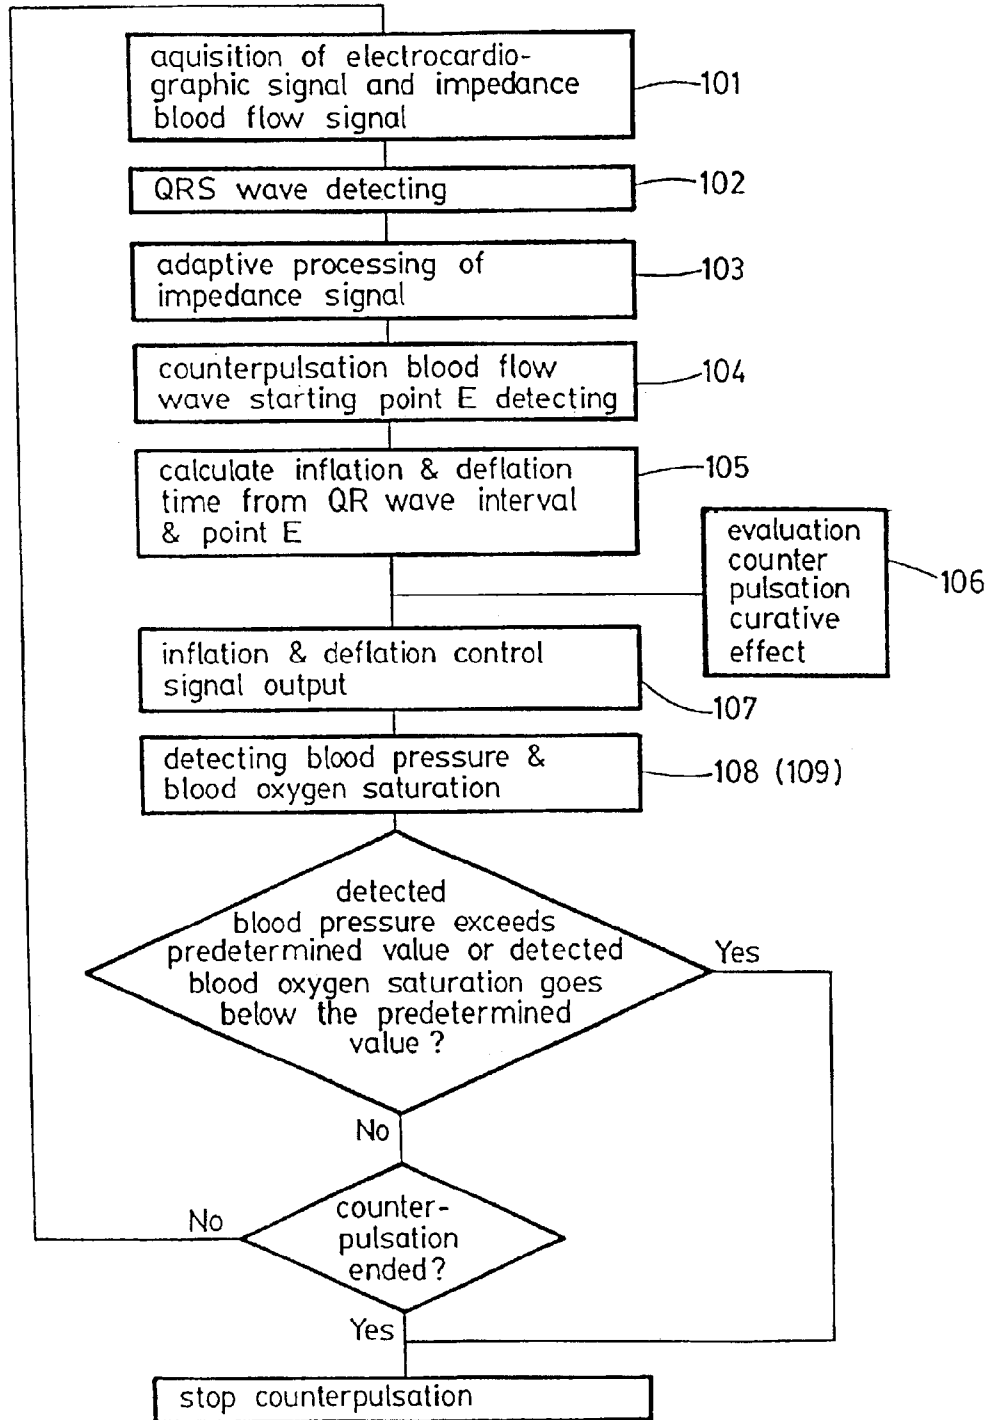 aquisition of electrocardio-
graphic signal and impedance
blood flow signal
101
QRS wave detecting
102
adaptive processing of
impedance signal
103
counterpulsation blood flow
wave starting point E detecting
104
calculate inflation & deflation
time from QR wave interval
& point E
105
evaluation
counter
pulsation
curative
effect
106
inflation & deflation control
signal output
107
detecting blood pressure &
blood oxygen saturation
108 (109)
detected
blood pressure exceeds
predetermined value or detected
blood oxygen saturation goes
below the predetermined
value ?
Yes
No
counter-
pulsation
ended?
No
Yes
stop counterpulsation